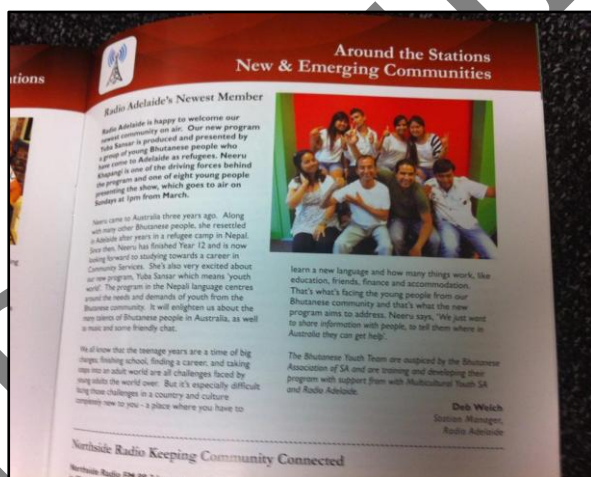 ations
Around the Stations
New & Emerging Communities
Radio Adelaide's Newest Member
Radio Adelaide is happy to welcome our
newest community on air. Our new program
Yuba Sansar is produced and presented by
a group of young Bhutanese people who
have come to Adelaide as refugees. Neeru
Khapangi is one of the driving forces behind
the program and one of eight young people
presenting the show, which goes to air on
Sundays at 1pm from March.
Neeru came to Australia three years ago. Along
with many other Bhutanese people, she resettled
in Adelaide after years in a refugee camp in Nepal.
Since then, Neeru has finished Year 12 and is now
looking forward to studying towards a career in
Community Services. She's also very excited about
our new program, Yuba Sansar which means 'youth
world'. The program in the Nepali language centres
around the needs and demands of youth from the
Bhutanese community. It will enlighten us about the
many talents of Bhutanese people in Australia, as well
as music and some friendly chat.
We all know that the teenage years are a time of big
changes, finishing school, finding a career, and taking
steps into an adult world are all challenges faced by
young adults the world over. But it's especially difficult
facing those challenges in a country and culture
completely new to you – a place where you have to
learn a new language and how many things work, like
education, friends, finance and accommodation.
That's what's facing the young people from our
Bhutanese community and that's what the new
program aims to address. Neeru says, 'We just want
to share information with people, to tell them where in
Australia they can get help'.
The Bhutanese Youth Team are auspiced by the Bhutanese
Association of SA and are training and developing their
program with support from with Multicultural Youth SA
and Radio Adelaide.
Deb Welch
Station Manager,
Radio Adelaide
Northside Radio Keeping Community Connected
Northside Radio FM